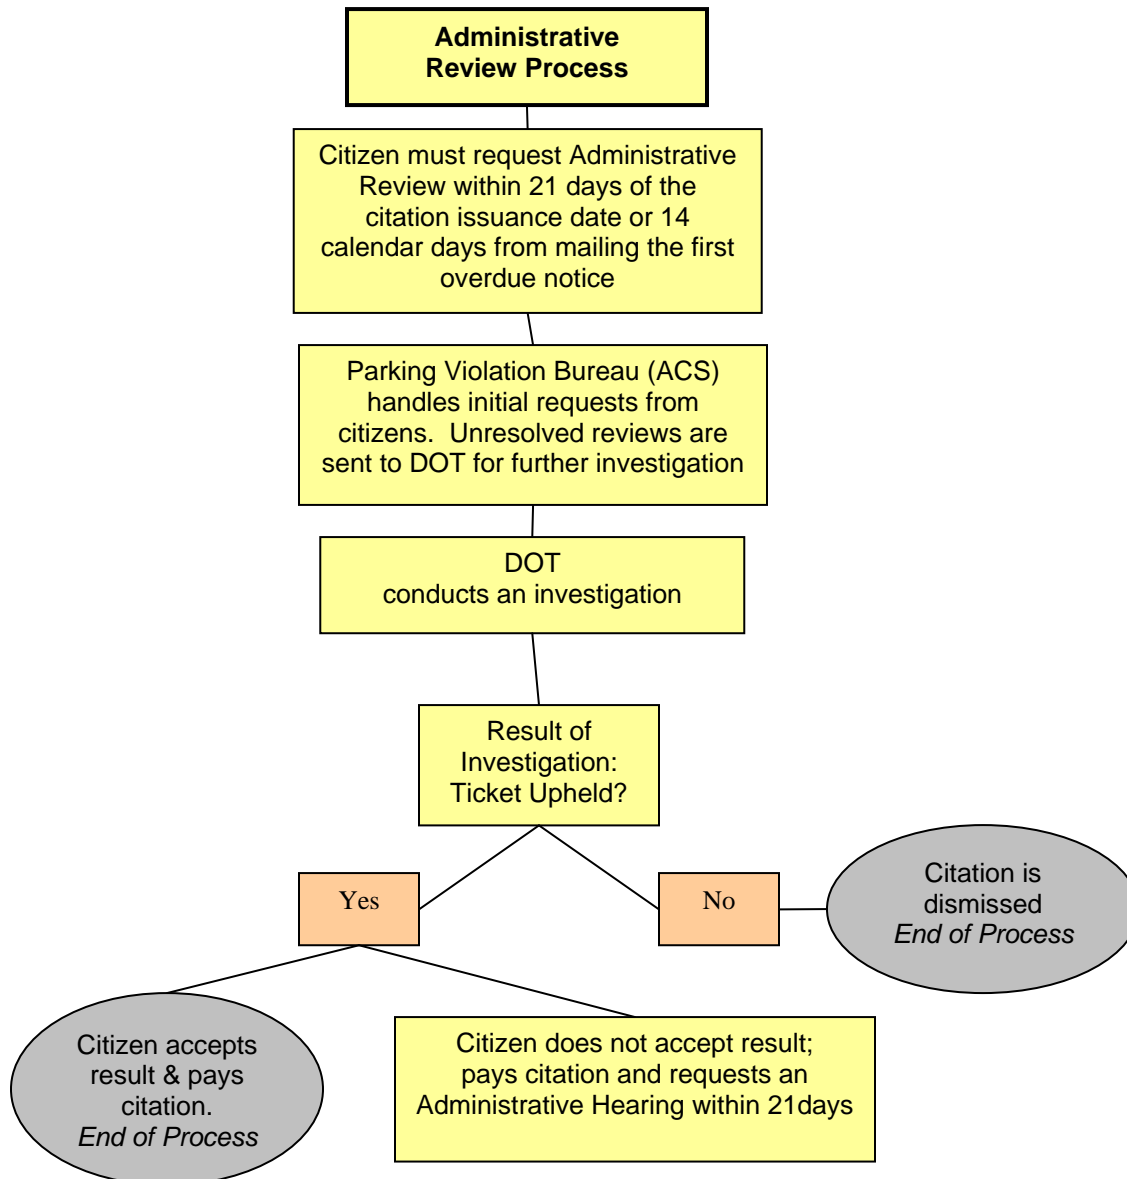 Administrative
Review Process
Citizen must request Administrative
Review within 21 days of the
citation issuance date or 14
calendar days from mailing the first
overdue notice
Parking Violation Bureau (ACS)
handles initial requests from
citizens.  Unresolved reviews are
sent to DOT for further investigation
DOT
conducts an investigation
Result of
Investigation:
Ticket Upheld?
Yes
No
Citation is
dismissed
End of Process
Citizen accepts
result & pays
citation.
End of Process
Citizen does not accept result;
pays citation and requests an
Administrative Hearing within 21days